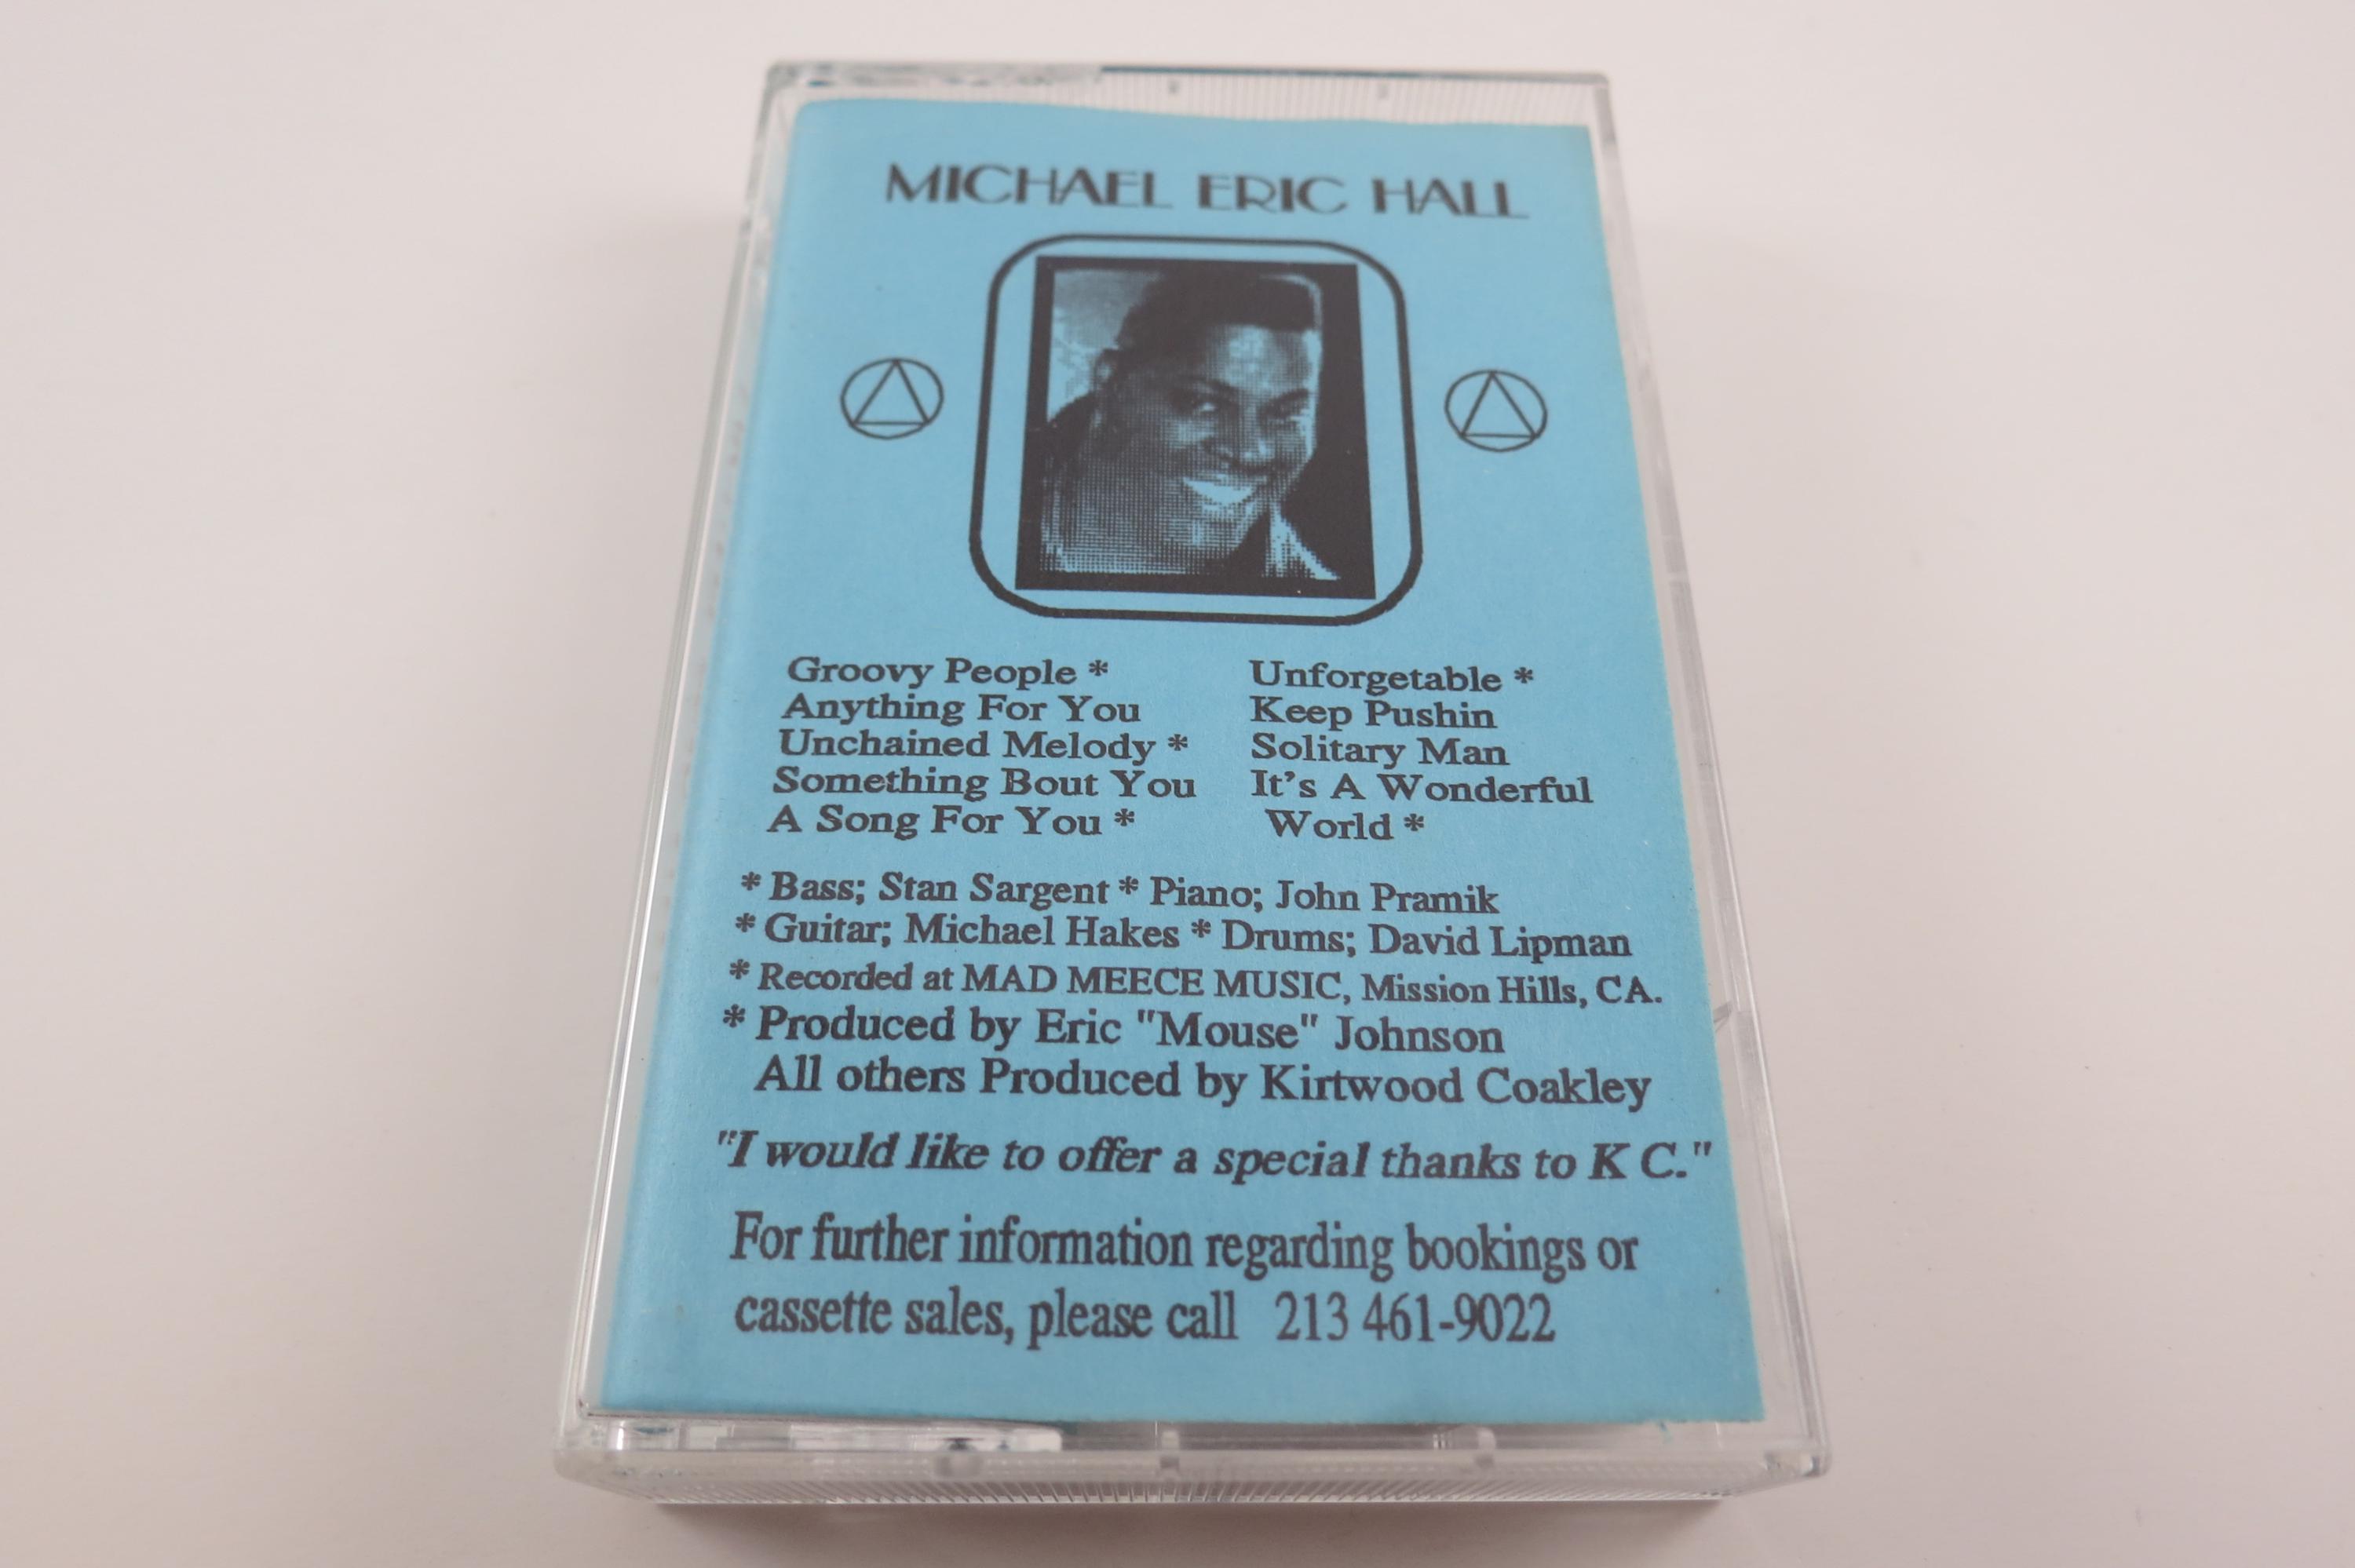 MICHAEL ERIC HALL
Groovy People *
Anything For You
Unchained Melody *
Something Bout You
A Song For You *
Unforgetable *
Keep Pushin
Solitary Man
It's A Wonderful
World *
* Bass; Stan Sargent * Piano; John Pramik
* Guitar; Michael Hakes * Drums; David Lipman
* Recorded at MAD MEECE MUSIC, Mission Hills, CA.
* Produced by Eric "Mouse" Johnson
All others Produced by Kirtwood Coakley
"I would like to offer a special thanks to K C."
For further information regarding bookings or
cassette sales, please call 213 461-9022